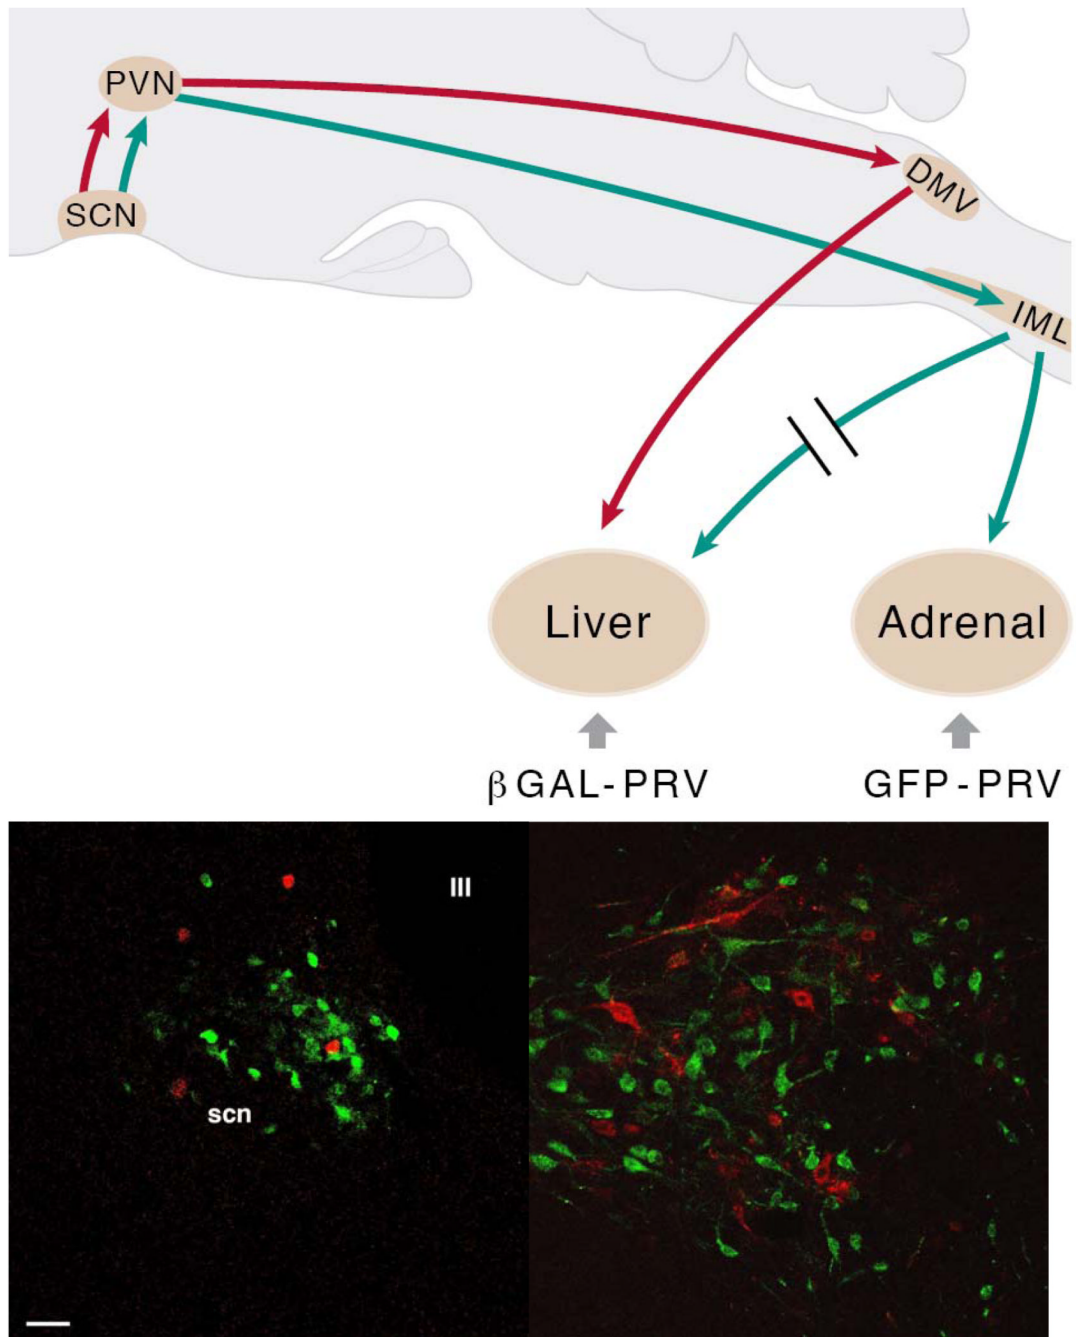 PVN
SCN
DMV
IML
Liver
Adrenal
β GAL-PRV
GFP - PRV
III
scn